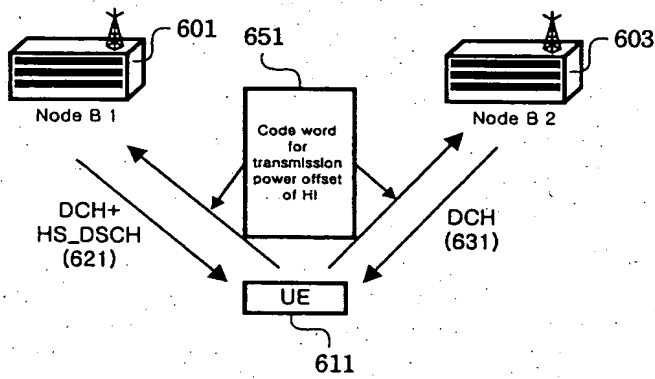 601
651
603
Node B 1
Node B 2
Code word
for
transmission
power offset
of HI
DCH+
HS_DSCH
(621)
DCH
(631)
UE
611